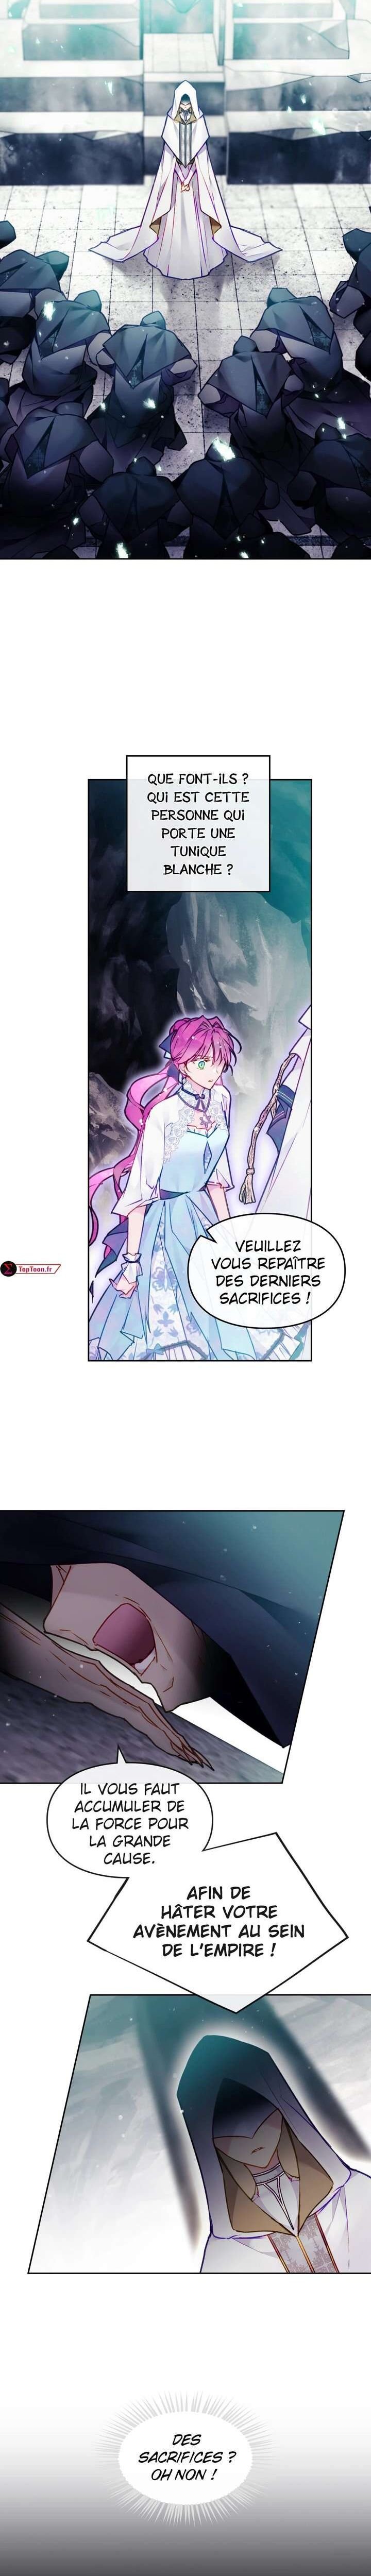 QUE FONT-ILS ?
QUI EST CETTE
PERSONNE QUI
PORTE UNE
TUNIQUE
BLANCHE ?
VEUILLEZ
VOUS REPAÎTRE
DES DERNIERS
SACRIFICES !
TopToon.fr
IL VOUS FAUT
ACCUMULER DE
LA FORCE POUR
LA GRANDE
CAUSE.
AFIN DE
HÂTER VOTRE
AVÈNEMENT AU SEIN
DE L'EMPIRE !
DES
SACRIFICES ?
OH NON !